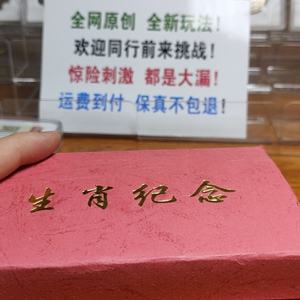 全网原创 全新玩法!
欢迎同行前来挑战!
惊险刺激 都是大漏!
运费到付 保真不包退!
生肖纪念